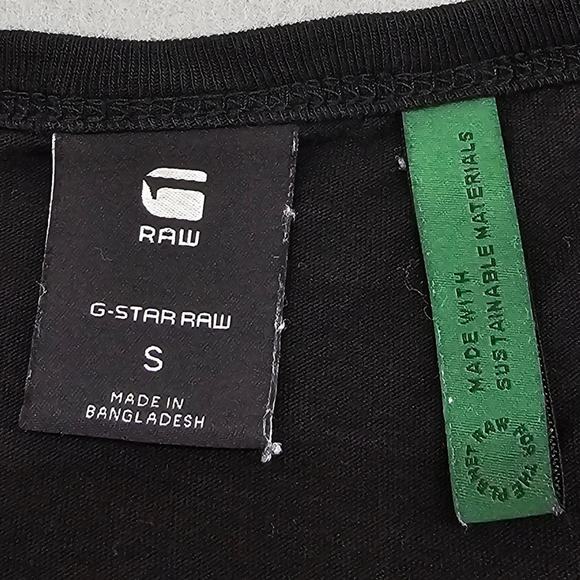 RAW
G-STAR RAW
S
MADE IN
BANGLADESH
MADE WITH
SUSTAINABLE MATERIALS
RAW FOR THE PLANET